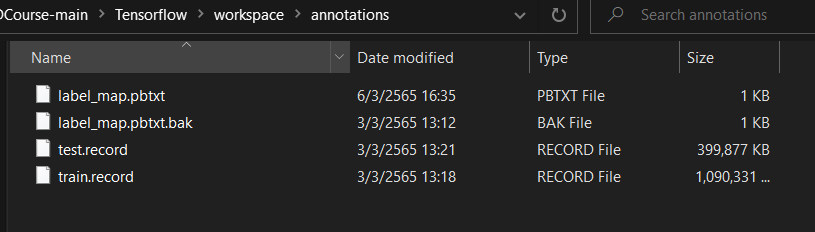 DCourse-main > Tensorflow > workspace > annotations Search annotations
Name Date modified Type Size
label_map.pbtxt 6/3/2565 16:35 PBTXT File 1 KB
label_map.pbtxt.bak 3/3/2565 13:12 BAK File 1 KB
test.record 3/3/2565 13:21 RECORD File 399,877 KB
train.record 3/3/2565 13:18 RECORD File 1,090,331 ...